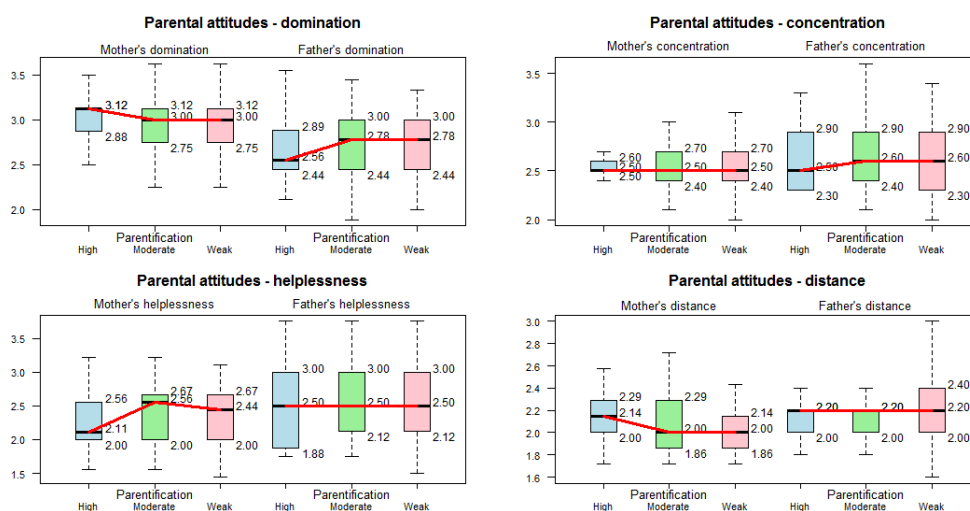 Parental attitudes - domination
Mother's domination
Father's domination
3.5
3.0
2.5
2.0
3.12
2.88
3.12
3.00
2.75
3.12
3.00
2.75
2.89
2.56
2.44
3.00
2.78
2.44
3.00
2.78
2.44
High
Moderate
Weak
High
Moderate
Weak
Parentification
Parentification
Parental attitudes - concentration
Mother's concentration
Father's concentration
3.5
3.0
2.5
2.0
2.60
2.50
2.50
2.70
2.50
2.40
2.70
2.50
2.40
2.90
2.50
2.30
2.90
2.60
2.40
2.90
2.60
2.30
High
Moderate
Weak
High
Moderate
Weak
Parentification
Parentification
Parental attitudes - helplessness
Mother's helplessness
Father's helplessness
3.5
3.0
2.5
2.0
1.5
2.56
2.11
2.00
2.67
2.56
2.00
2.67
2.44
2.00
3.00
2.50
1.88
3.00
2.50
2.12
3.00
2.50
2.12
High
Moderate
Weak
High
Moderate
Weak
Parentification
Parentification
Parental attitudes - distance
Mother's distance
Father's distance
3.0
2.8
2.6
2.4
2.2
2.0
1.8
1.6
2.29
2.14
2.00
2.29
2.00
1.86
2.14
2.00
1.86
2.20
2.00
2.20
2.00
2.40
2.20
2.00
High
Moderate
Weak
High
Moderate
Weak
Parentification
Parentification